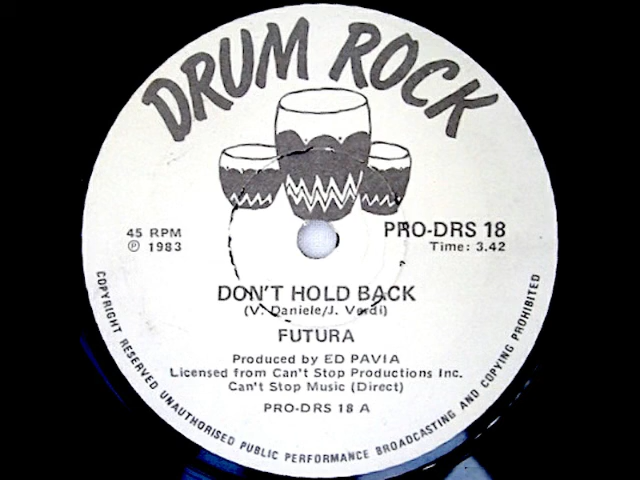 DRUM ROCK
45 RPM
℗ 1983
PRO-DRS 18
Time: 3.42
DON'T HOLD BACK
(V. Daniele/J. Verdi)
FUTURA
Produced by ED PAVIA
Licensed from Can't Stop Productions Inc.
Can't Stop Music (Direct)
PRO-DRS 18 A
COPYRIGHT RESERVED UNAUTHORISED PUBLIC PERFORMANCE BROADCASTING AND COPYING PROHIBITED